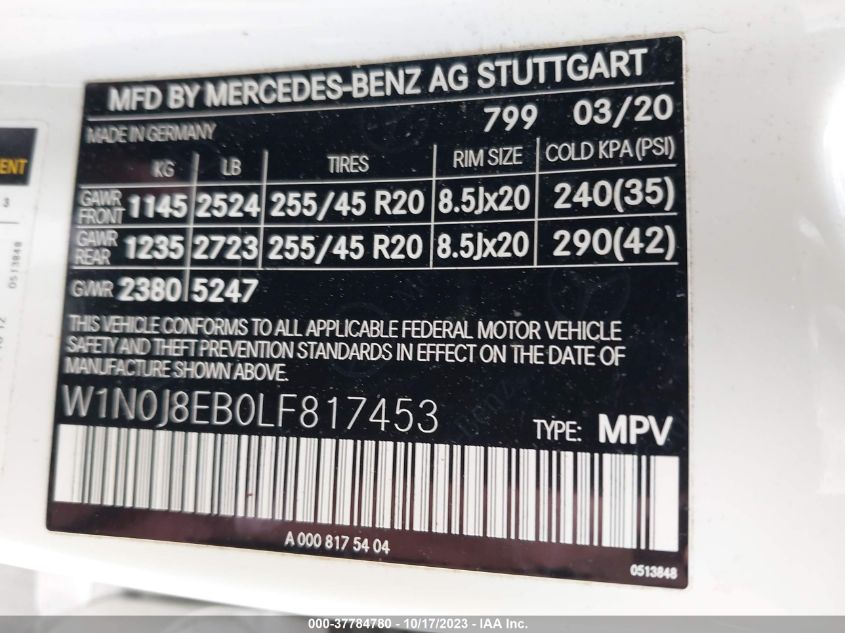 MFD BY MERCEDES-BENZ AG STUTTGART
MADE IN GERMANY 799 03/20
KG LB TIRES RIM SIZE COLD KPA(PSI)
GAWR FRONT 1145 2524 255/45 R20 8.5Jx20 240(35)
GAWR REAR 1235 2723 255/45 R20 8.5Jx20 290(42)
GVWR 2380 5247
THIS VEHICLE CONFORMS TO ALL APPLICABLE FEDERAL MOTOR VEHICLE
SAFETY AND THEFT PREVENTION STANDARDS IN EFFECT ON THE DATE OF
MANUFACTURE SHOWN ABOVE.
W1N0J8EB0LF817453
TYPE: MPV
A 000 817 54 04
0513848
0513848
000-37784780 - 10/17/2023 - IAA Inc.